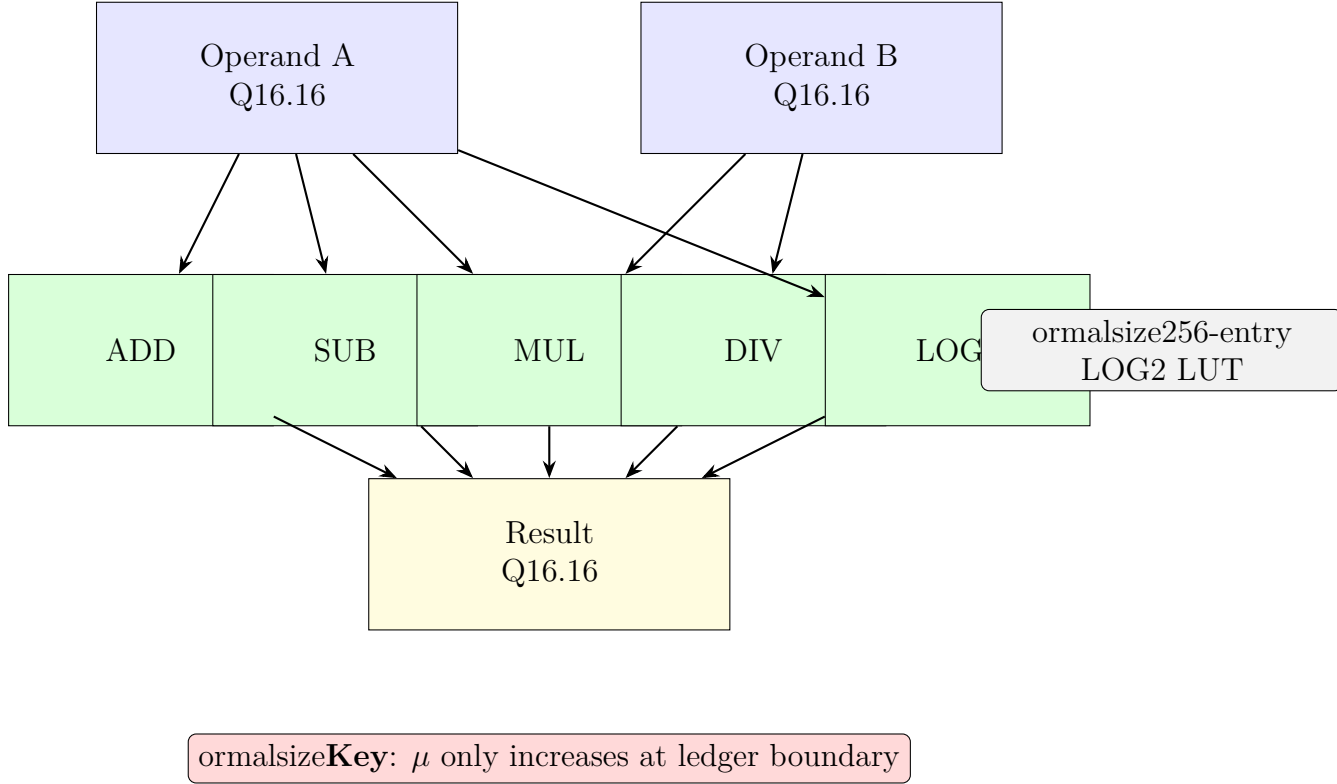 Operand A
Q16.16
Operand B
Q16.16
ADD
SUB
MUL
DIV
LOG
ormalsize256-entry
LOG2 LUT
Result
Q16.16
ormalsizeKey: μ only increases at ledger boundary